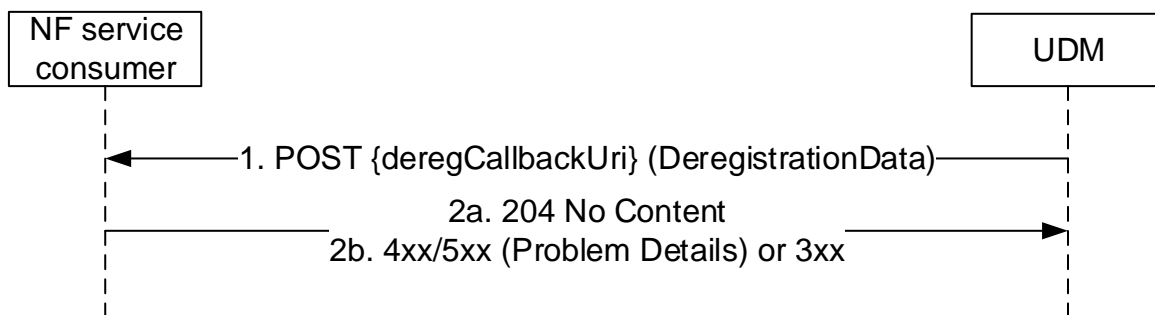 NF service
consumer
UDM
1. POST {deregCallbackUri} (DeregistrationData)
2a. 204 No Content
2b. 4xx/5xx (Problem Details) or 3xx